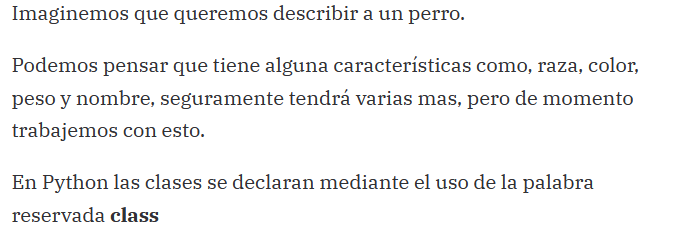 Imaginemos que queremos describir a un perro.
Podemos pensar que tiene alguna características como, raza, color,
peso y nombre, seguramente tendrá varias mas, pero de momento
trabajemos con esto.
En Python las clases se declaran mediante el uso de la palabra
reservada class